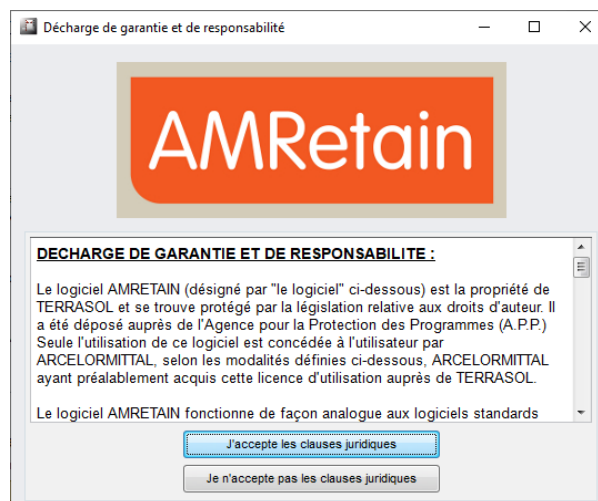 Décharge de garantie et de responsabilité
AMRetain
DECHARGE DE GARANTIE ET DE RESPONSABILITE :
Le logiciel AMRETAIN (désigné par "le logiciel" ci-dessous) est la propriété de
TERRASOL et se trouve protégé par la législation relative aux droits d'auteur. Il
a été déposé auprès de l'Agence pour la Protection des Programmes (A.P.P.)
Seule l'utilisation de ce logiciel est concédée à l'utilisateur par
ARCELORMITTAL, selon les modalités définies ci-dessous, ARCELORMITTAL
ayant préalablement acquis cette licence d'utilisation auprès de TERRASOL.
Le logiciel AMRETAIN fonctionne de façon analogue aux logiciels standards
J'accepte les clauses juridiques
Je n'accepte pas les clauses juridiques